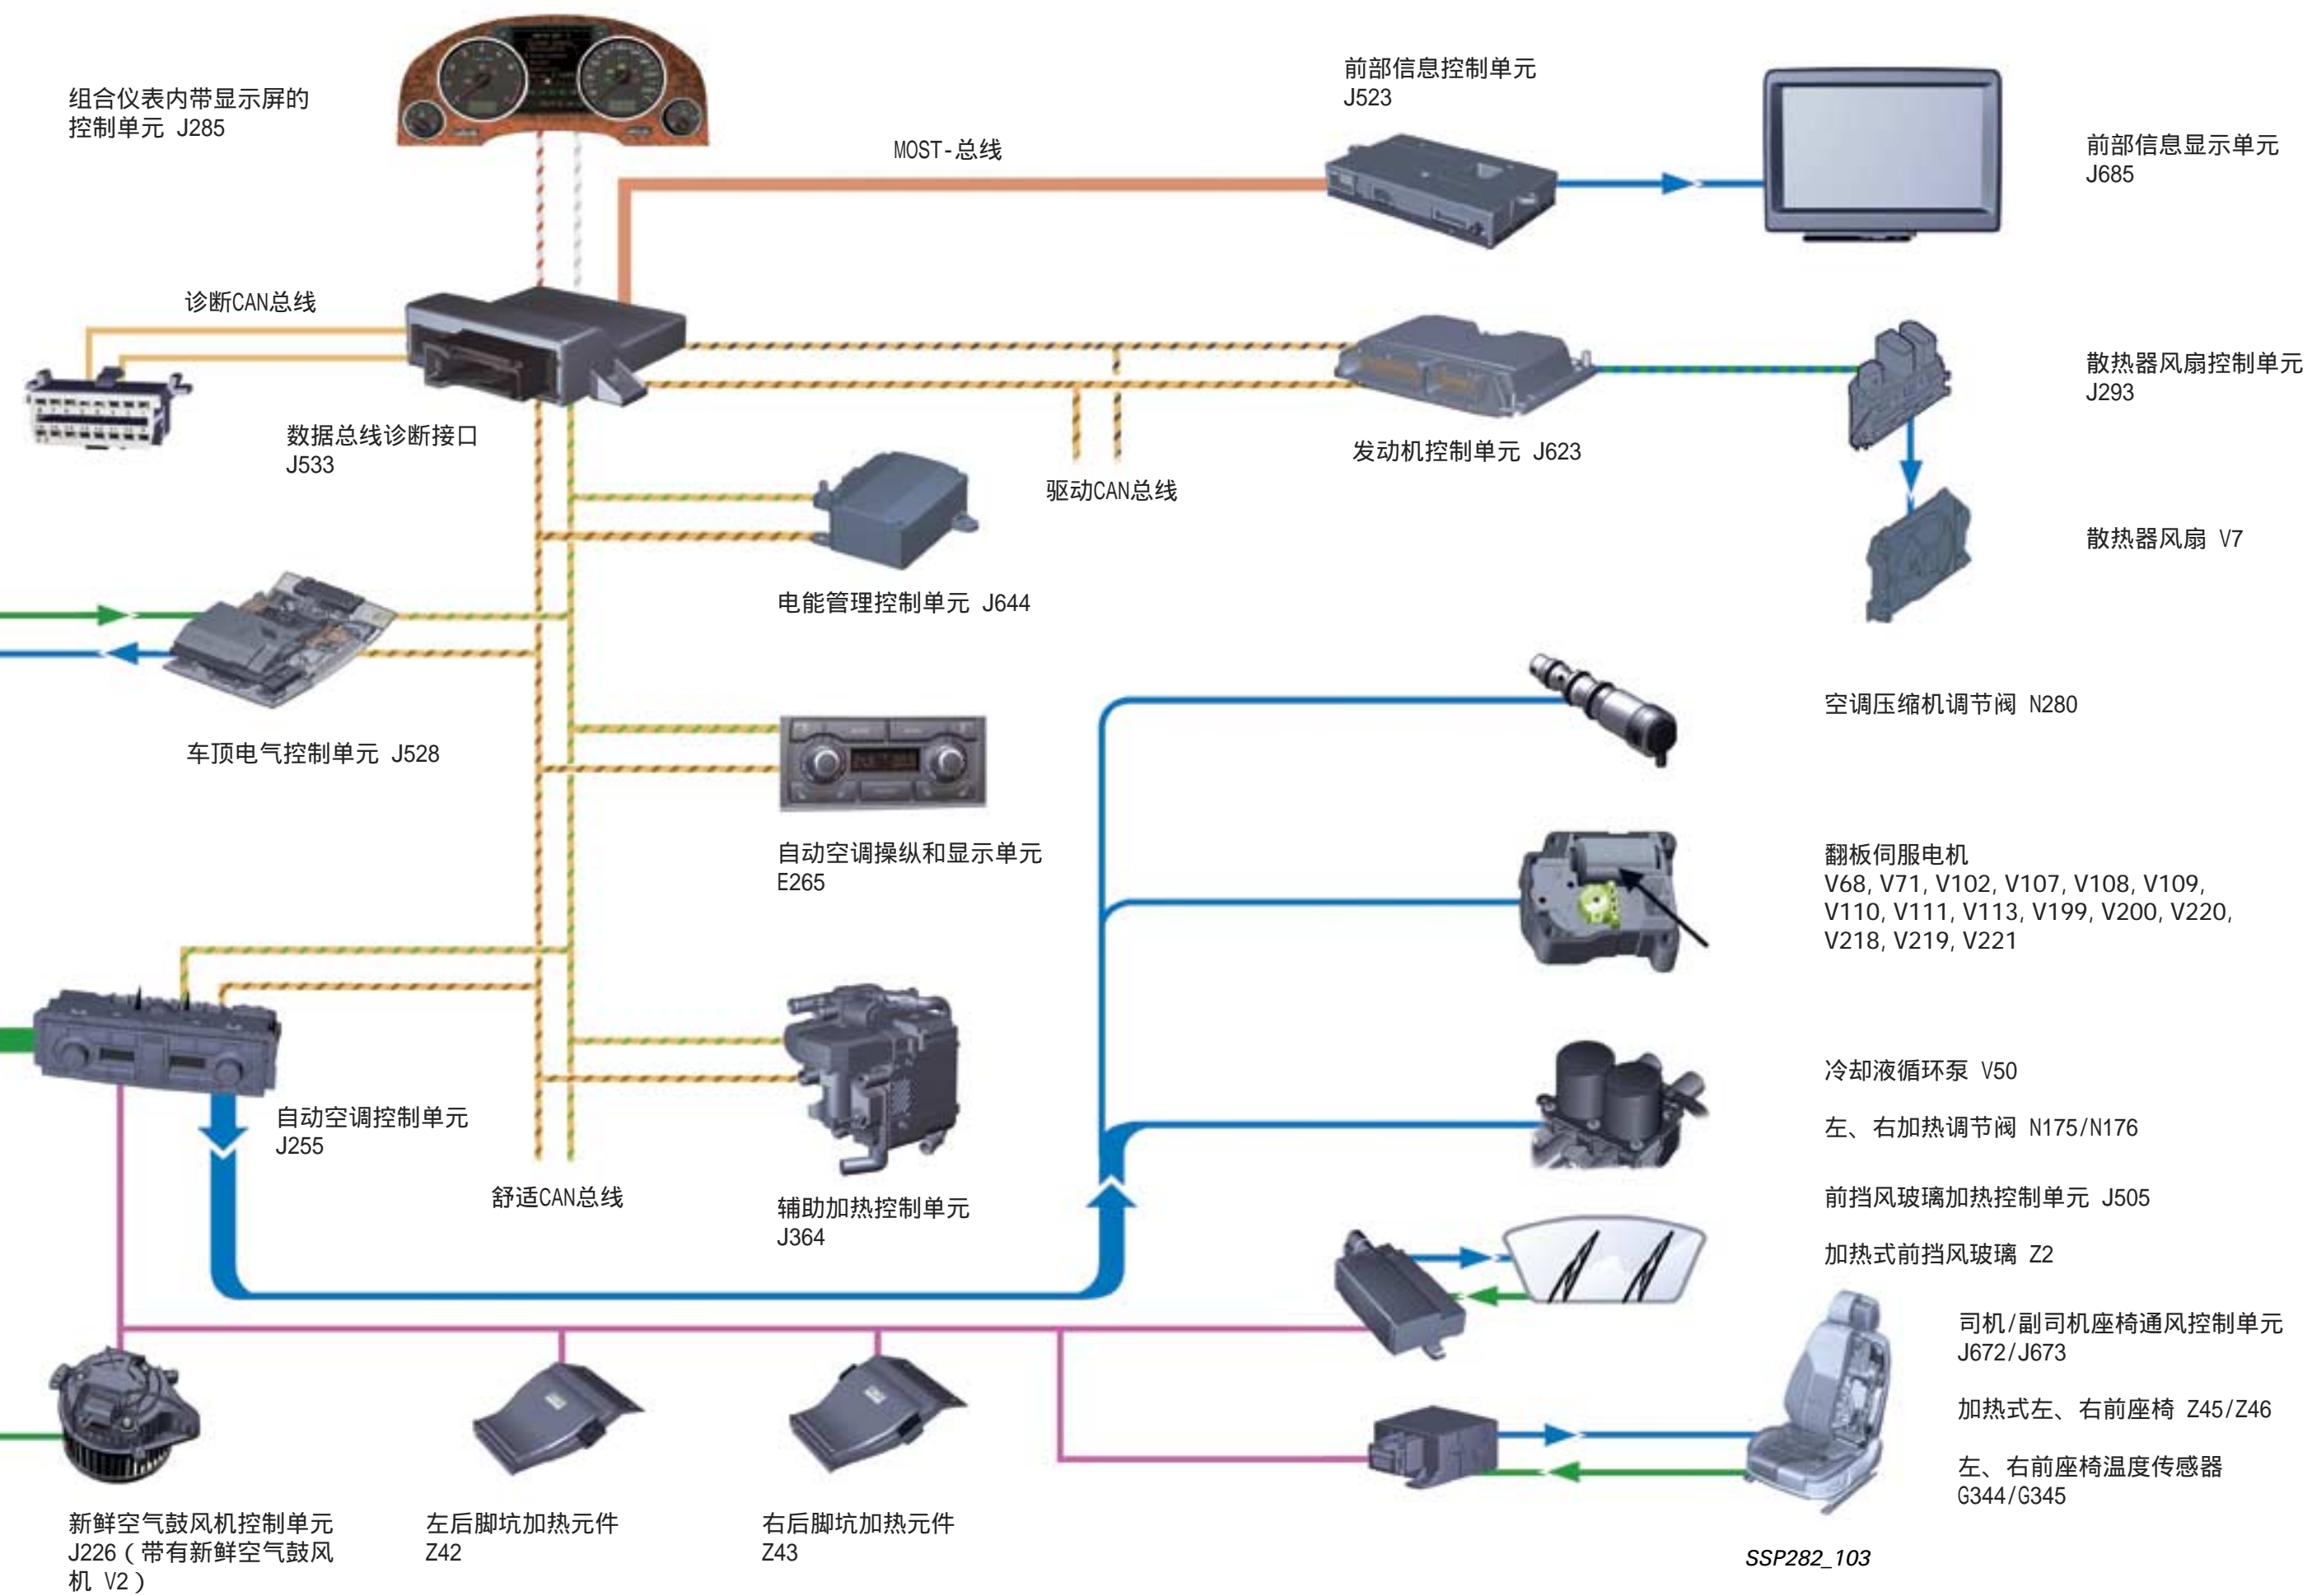 组合仪表内带显示屏的
控制单元 J285
前部信息控制单元
J523
MOST-总线
前部信息显示单元
J685
诊断CAN总线
数据总线诊断接口
J533
驱动CAN总线
发动机控制单元 J623
散热器风扇控制单元
J293
散热器风扇 V7
电能管理控制单元 J644
车顶电气控制单元 J528
空调压缩机调节阀 N280
自动空调操纵和显示单元
E265
翻板伺服电机
V68, V71, V102, V107, V108, V109,
V110, V111, V113, V199, V200, V220,
V218, V219, V221
自动空调控制单元
J255
舒适CAN总线
辅助加热控制单元
J364
冷却液循环泵 V50
左、右加热调节阀 N175/N176
前挡风玻璃加热控制单元 J505
加热式前挡风玻璃 Z2
司机/副司机座椅通风控制单元
J672/J673
加热式左、右前座椅 Z45/Z46
左、右前座椅温度传感器
G344/G345
新鲜空气鼓风机控制单元
J226（带有新鲜空气鼓风
机 V2）
左后脚坑加热元件
Z42
右后脚坑加热元件
Z43
SSP282_103